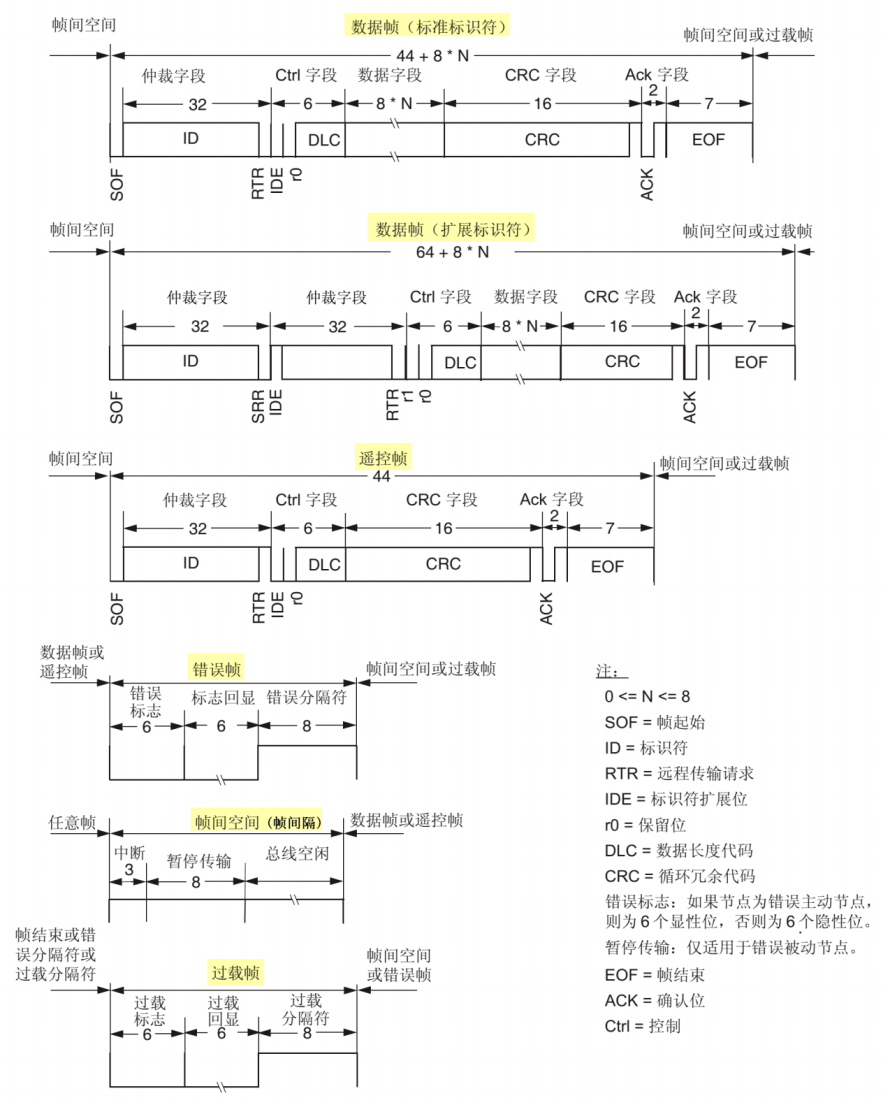 帧间空间
数据帧（标准标识符）
帧间空间或过载帧
44 + 8 * N
仲裁字段
Ctrl 字段
数据字段
CRC 字段
Ack 字段
32
6
8 * N
16
2
7
ID
DLC
CRC
EOF
SOF
RTR
IDE
r0
ACK
帧间空间
数据帧（扩展标识符）
帧间空间或过载帧
64 + 8 * N
仲裁字段
仲裁字段
Ctrl 字段
数据字段
CRC 字段
Ack 字段
32
32
6
8 * N
16
2
7
ID
DLC
CRC
EOF
SOF
SRR
IDE
RTR
r1
r0
ACK
帧间空间
遥控帧
帧间空间或过载帧
44
仲裁字段
Ctrl 字段
CRC 字段
Ack 字段
32
6
16
2
7
ID
DLC
CRC
EOF
SOF
RTR
IDE
r0
ACK
数据帧或
遥控帧
错误帧
帧间空间或过载帧
错误
标志
标志回显
错误分隔符
6
6
8
任意帧
帧间空间（帧间隔）
数据帧或遥控帧
中断
暂停传输
总线空闲
3
8
帧结束或错
误分隔符或
过载分隔符
过载帧
帧间空间
或错误帧
过载
标志
过载
回显
过载
分隔符
6
6
8
注：
0 <= N <= 8
SOF = 帧起始
ID = 标识符
RTR = 远程传输请求
IDE = 标识符扩展位
r0 = 保留位
DLC = 数据长度代码
CRC = 循环冗余代码
错误标志：如果节点为错误主动节点，
则为 6 个显性位，否则为 6 个隐性位。
暂停传输：仅适用于错误被动节点。
EOF = 帧结束
ACK = 确认位
Ctrl = 控制